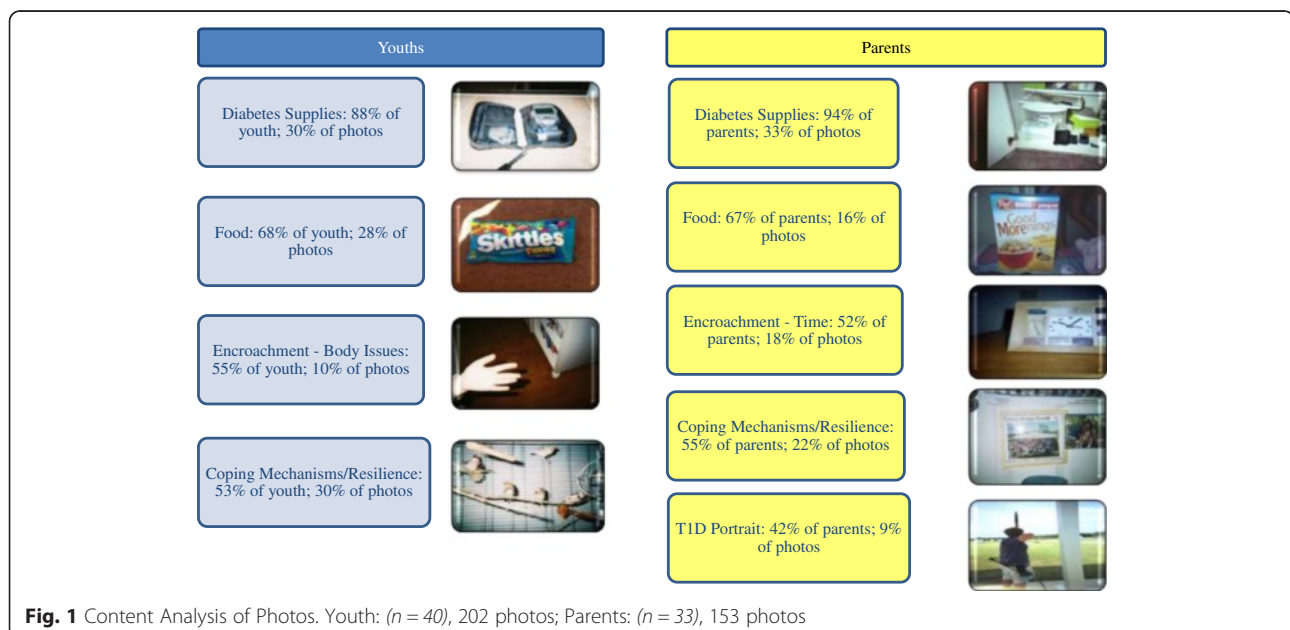 Youths
Diabetes Supplies: 88% of
youth; 30% of photos
Food: 68% of youth; 28% of
photos
Skittles
Encroachment - Body Issues:
55% of youth; 10% of photos
Coping Mechanisms/Resilience:
53% of youth; 30% of photos
Parents
Diabetes Supplies: 94% of
parents; 33% of photos
Food: 67% of parents; 16% of
photos
Good
Morenings
Encroachment - Time: 52% of
parents; 18% of photos
Coping Mechanisms/Resilience:
55% of parents; 22% of photos
T1D Portrait: 42% of parents; 9%
of photos
Fig. 1 Content Analysis of Photos. Youth: (n = 40), 202 photos; Parents: (n = 33), 153 photos